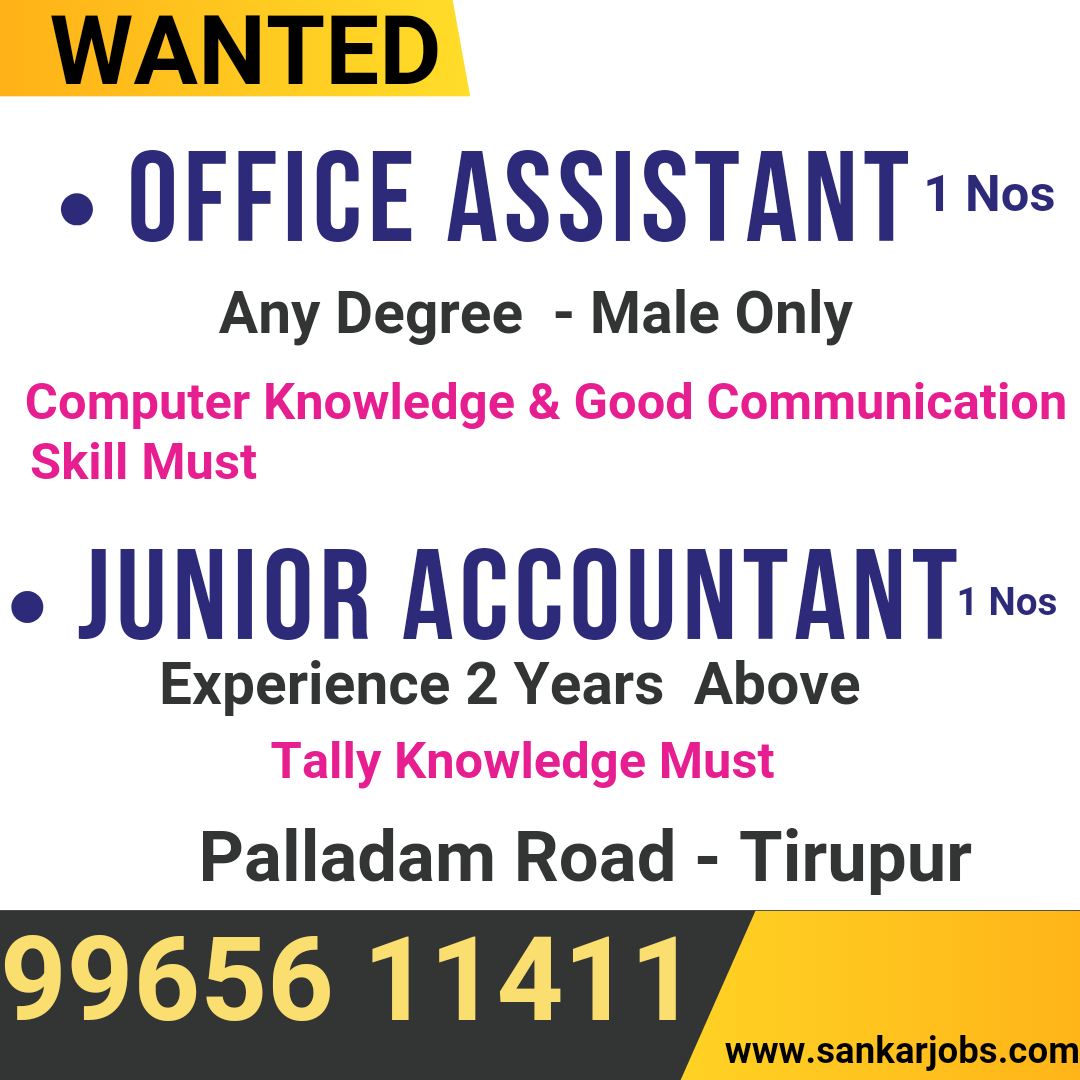 WANTED
• OFFICE ASSISTANT 1 Nos
Any Degree - Male Only
Computer Knowledge & Good Communication
Skill Must
• JUNIOR ACCOUNTANT 1 Nos
Experience 2 Years Above
Tally Knowledge Must
Palladam Road - Tirupur
99656 11411
www.sankarjobs.com